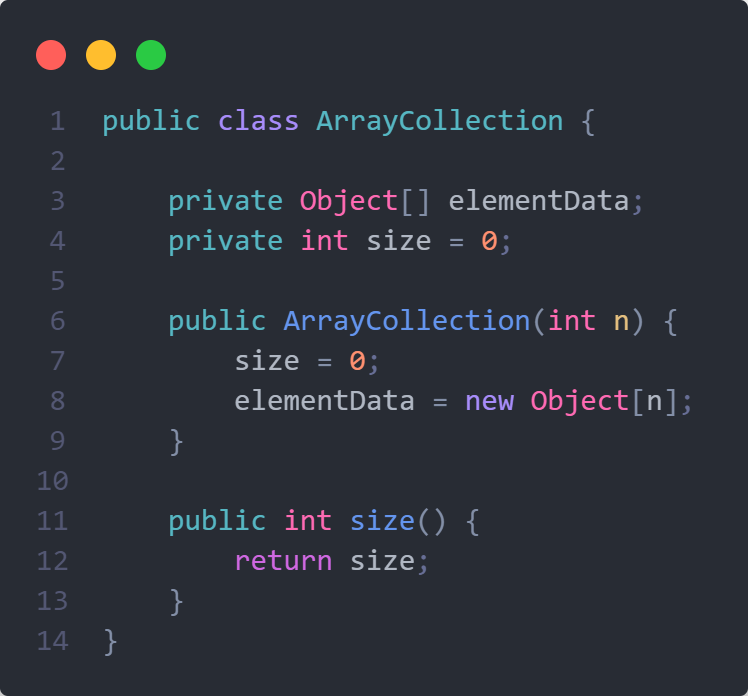 1 public class ArrayCollection {
2
3     private Object[] elementData;
4     private int size = 0;
5
6     public ArrayCollection(int n) {
7         size = 0;
8         elementData = new Object[n];
9     }
10
11     public int size() {
12         return size;
13     }
14 }